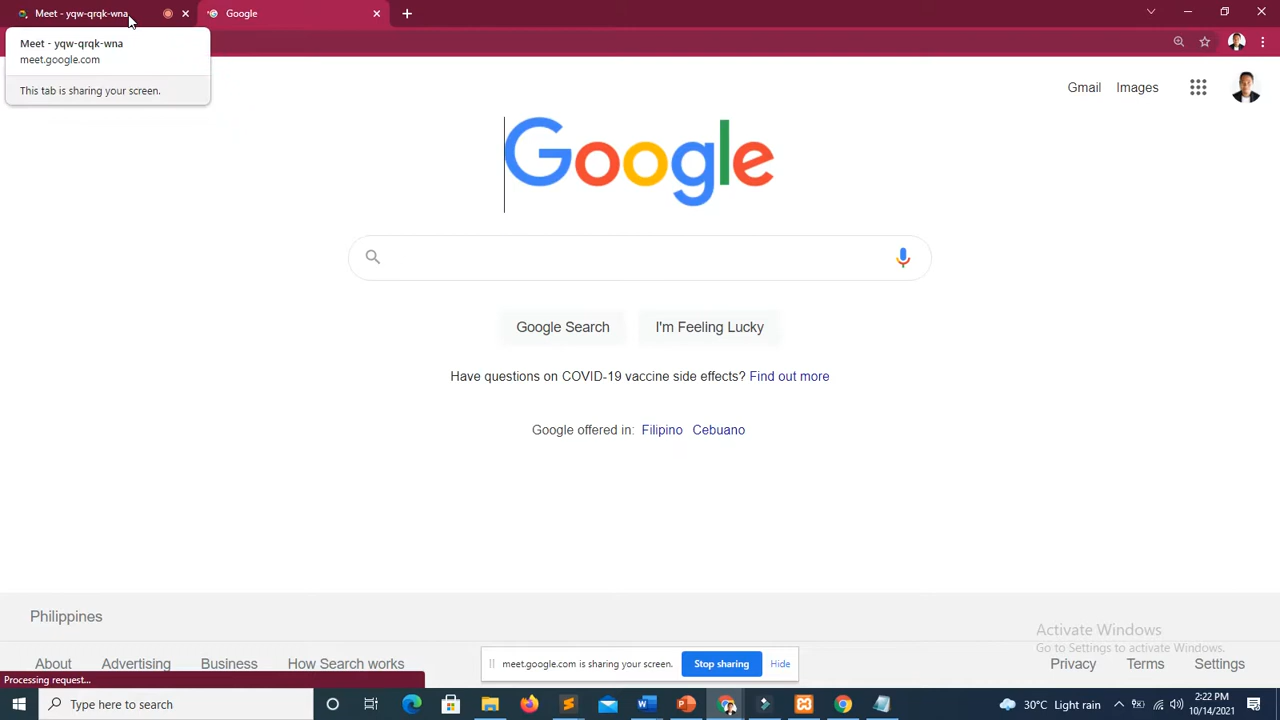 Meet - yqw-qrqk-wna
Google
Meet - yqw-qrqk-wna
meet.google.com
This tab is sharing your screen.
Gmail
Images
Google
Google Search
I'm Feeling Lucky
Have questions on COVID-19 vaccine side effects? Find out more
Google offered in: Filipino Cebuano
Philippines
Activate Windows
Go to Settings to activate Windows.
About
Advertising
Business
How Search works
meet.google.com is sharing your screen.
Stop sharing
Hide
Privacy
Terms
Settings
Processing request...
Type here to search
30°C Light rain
2:22 PM
10/14/2021